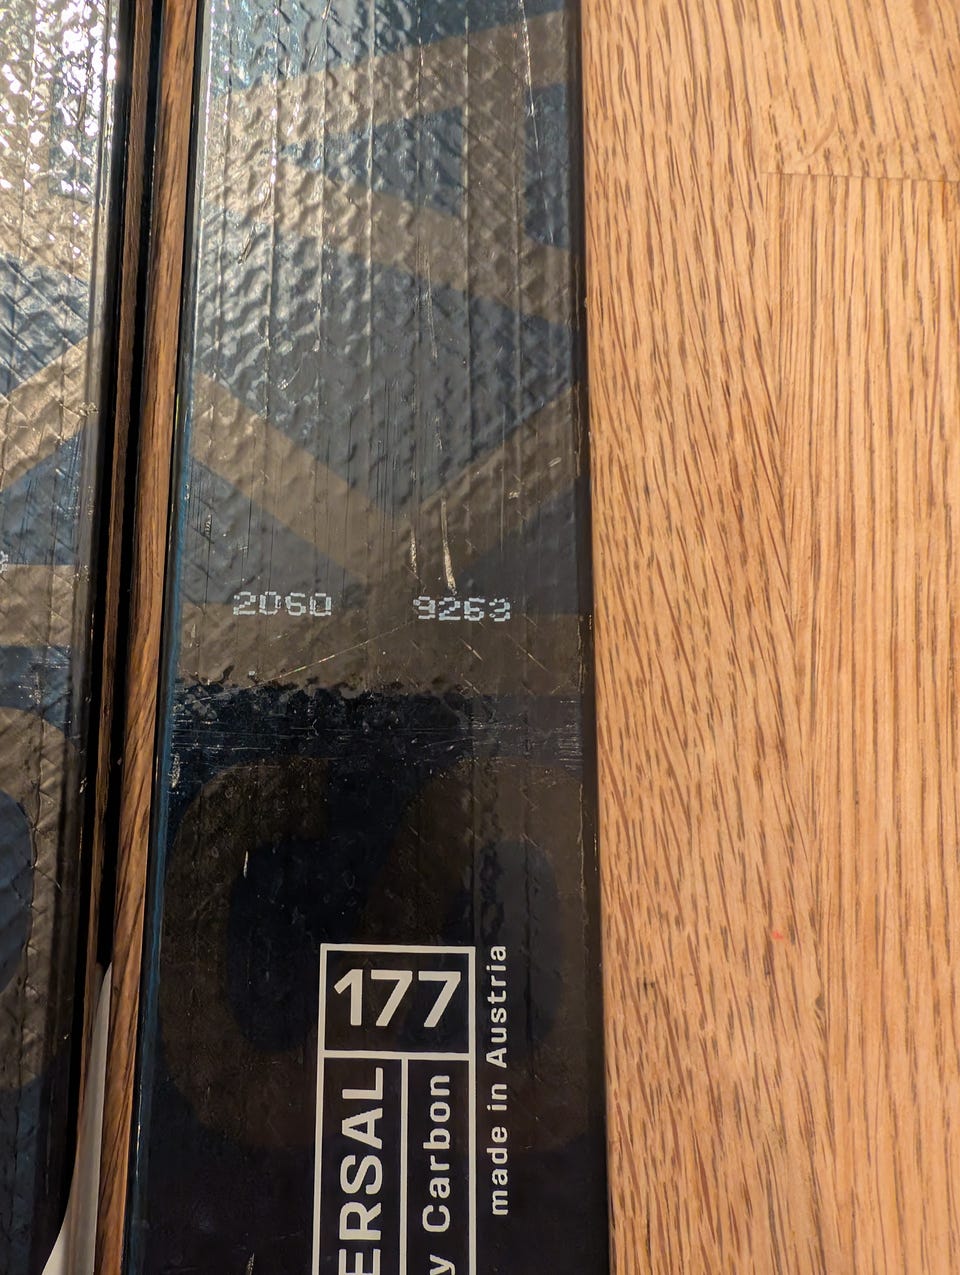 2060 9263
177
ERSAL
y Carbon
made in Austria